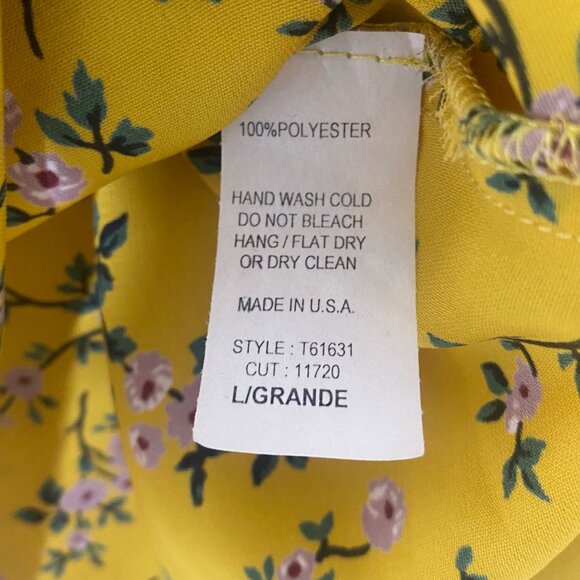 100%POLYESTER
HAND WASH COLD
DO NOT BLEACH
HANG / FLAT DRY
OR DRY CLEAN
MADE IN U.S.A.
STYLE : T61631
CUT : 11720
L/GRANDE